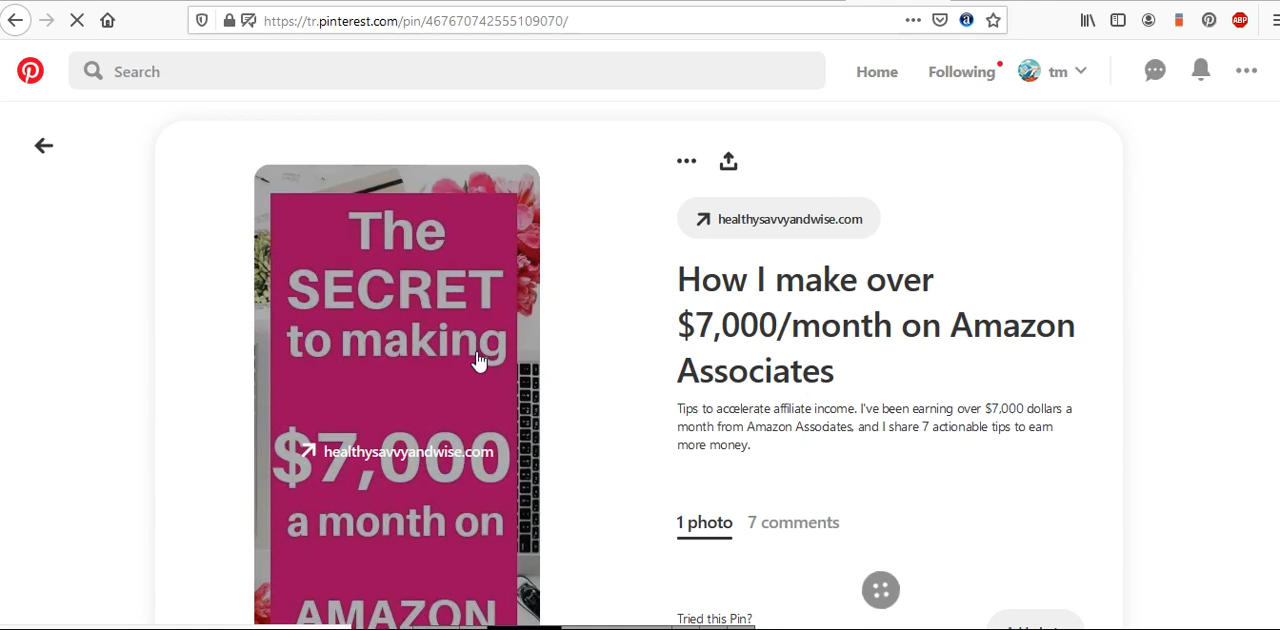 https://tr.pinterest.com/pin/467670742555109070/
ABP
Search
Home
Following
tm
The
SECRET
to making
$7,000
healthysavvyandwise.com
a month on
AMAZON
healthysavvyandwise.com
How I make over
$7,000/month on Amazon
Associates
Tips to accelerate affiliate income. I've been earning over $7,000 dollars a
month from Amazon Associates, and I share 7 actionable tips to earn
more money.
1 photo 7 comments
Tried this Pin?